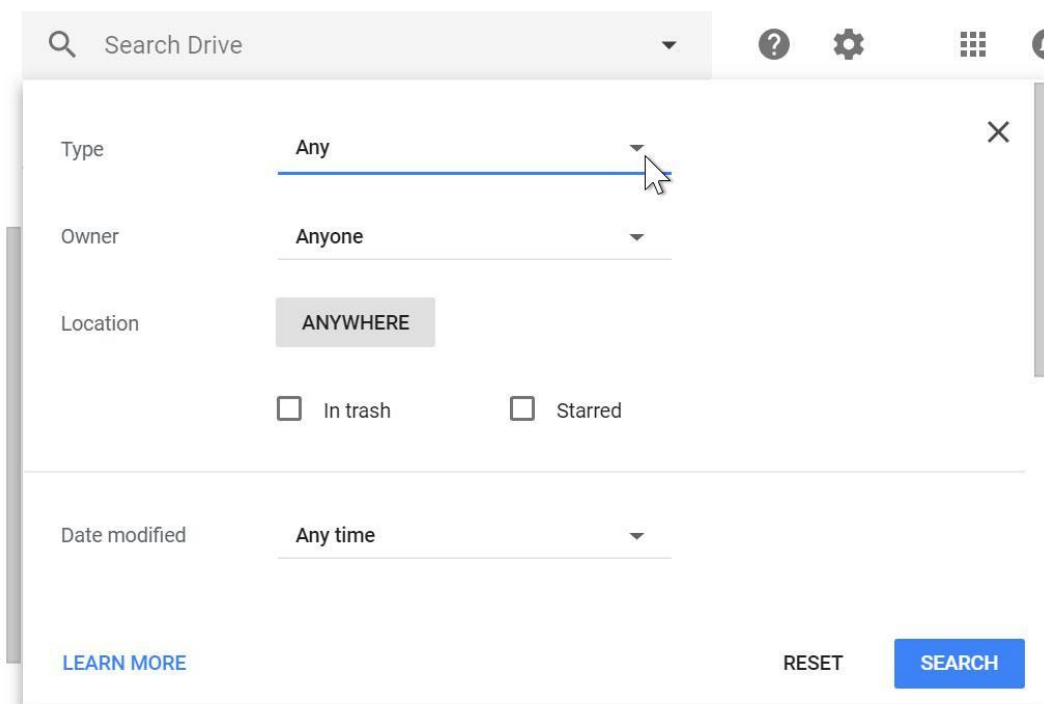 Search Drive
Type Any
Owner Anyone
Location ANYWHERE
In trash Starred
Date modified Any time
LEARN MORE RESET SEARCH